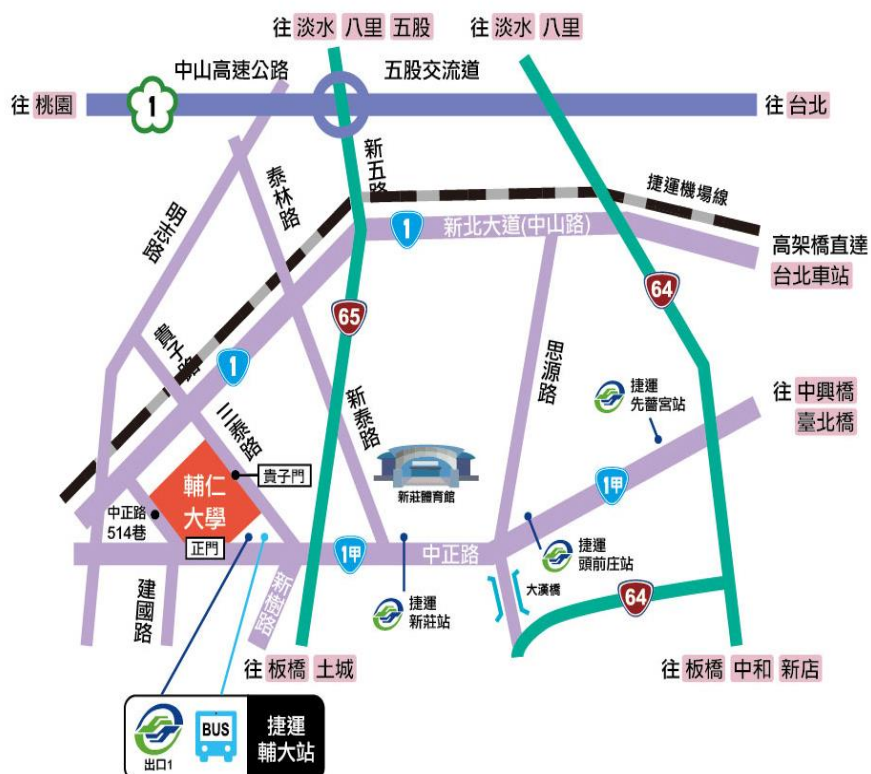 往 淡水 八里 五股
往 淡水 八里
中山高速公路
五股交流道
往 桃園
1
往 台北
新五路
泰林路
明志路
捷運機場線
1
新北大道(中山路)
高架橋直達
台北車站
65
64
貴子路
1
思源路
捷運
先嗇宮站
往 中興橋
臺北橋
三泰路
新泰路
貴子門
新莊體育館
輔仁
大學
1甲
中正路
514巷
正門
1甲
中正路
捷運
頭前庄站
建國路
新樹路
捷運
新莊站
大漢橋
64
往 板橋 土城
往 板橋 中和 新店
BUS
捷運
輔大站
出口1